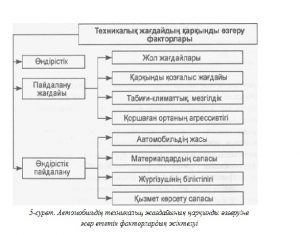 Техникалық жағдайдың қарқынды өзгеру
факторлары
Өндірістік
Пайдалану
жағдайы
Жол жағдайлары
Қарқынды қозғалыс жағдайы
Табиғи-климаттық, мезгілдік
Қоршаған ортаның агрессивтігі
Өндірістік
пайдалану
Автомобильдің жасы
Материалдардың сапасы
Жүргізушінің біліктілігі
Қызмет көрсету сапасы
5-сурет. Автомобильдің техникалық жағдайының қарқынды өзгеруіне
әсер ететін факторлардың жіктелуі